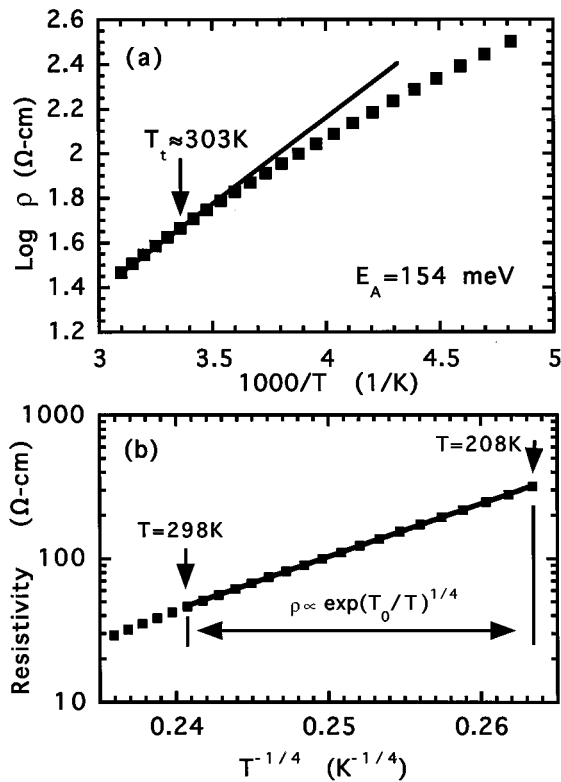 2.6
(a)
2.4
2.2
T_t≈303K
2
1.8
1.6
E_A=154 meV
1.4
1.2
Log ρ (Ω-cm)
3 3.5 4 4.5 5
1000/T (1/K)
1000
(b)
T=208K
T=298K
100
ρ∝ exp(T_0/T)^1/4
10
Resistivity (Ω-cm)
0.24 0.25 0.26
T^-1/4 (K^-1/4)